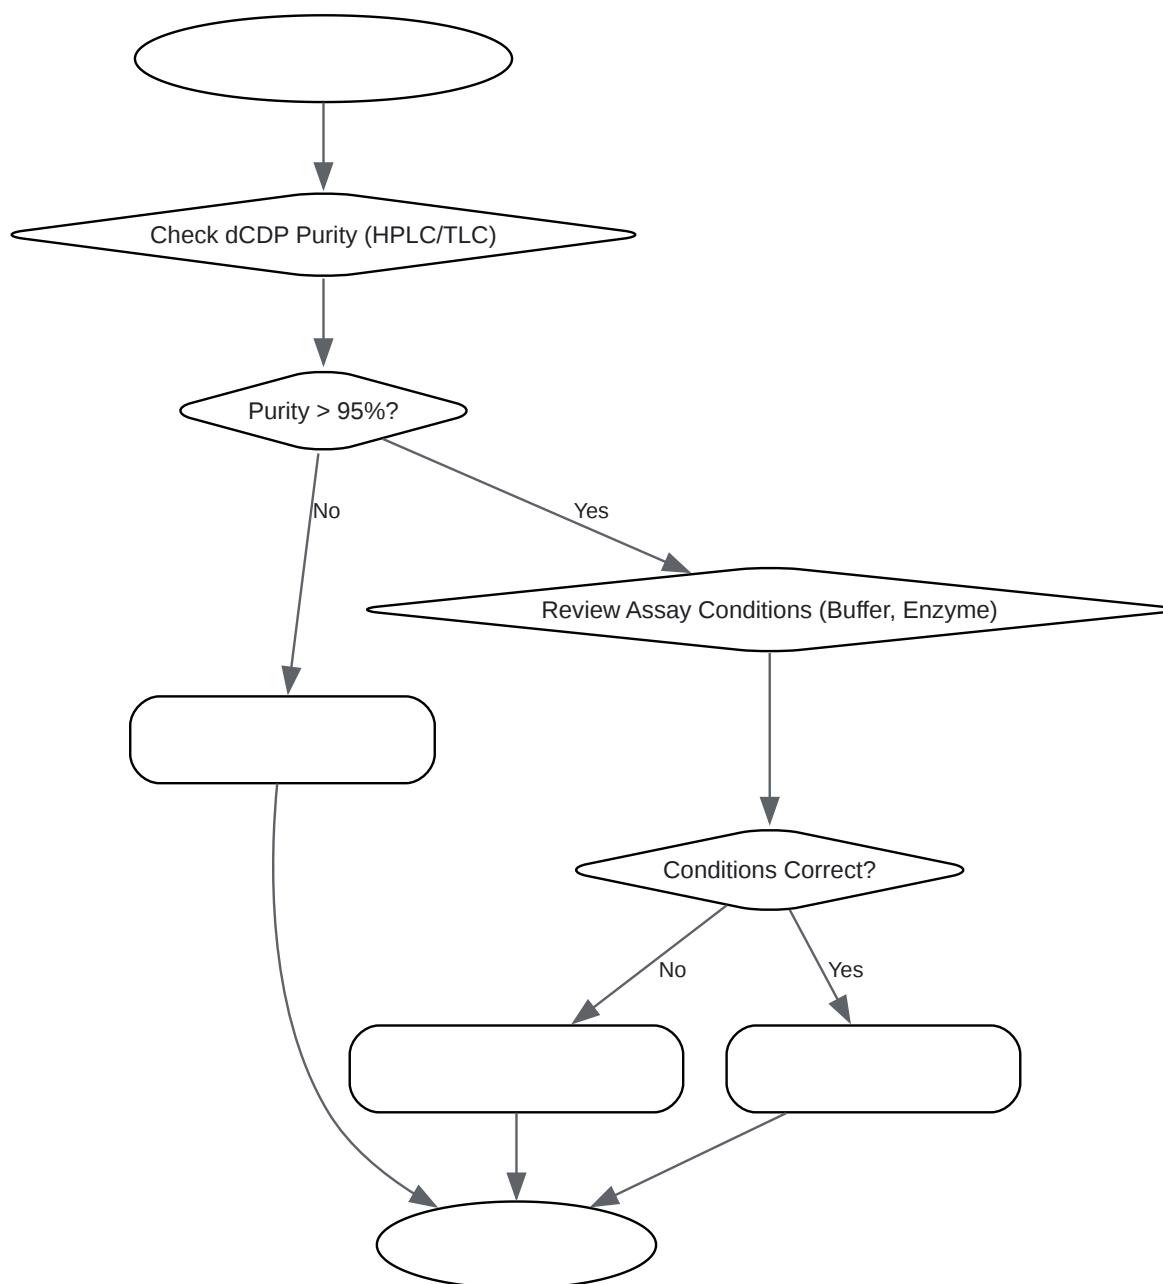 Check dCDP Purity (HPLC/TLC)
Purity > 95%?
No
Yes
Review Assay Conditions (Buffer, Enzyme)
Conditions Correct?
No
Yes